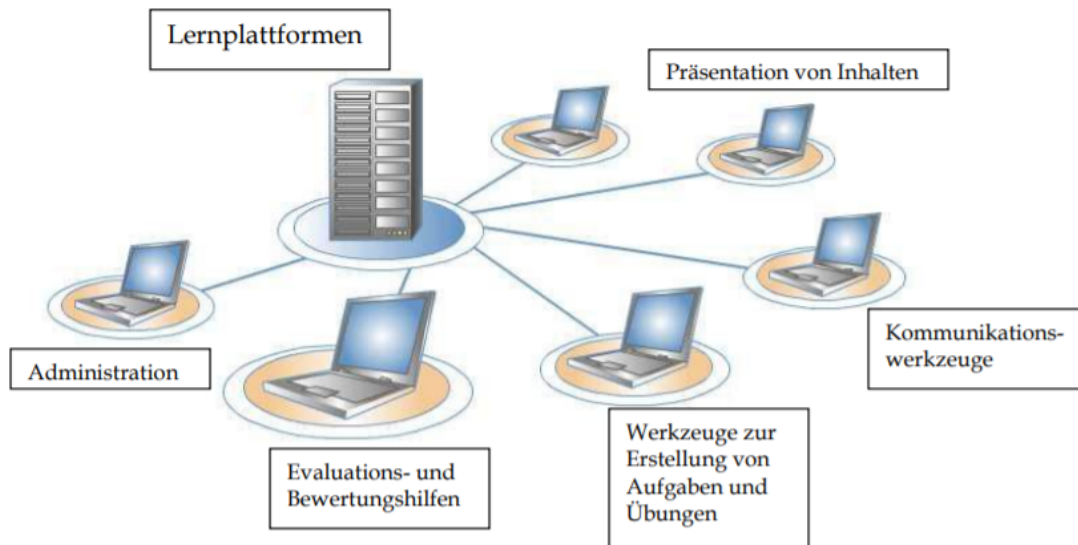 Lernplattformen
Präsentation von Inhalten
Kommunikations-
werkzeuge
Administration
Evaluations- und
Bewertungshilfen
Werkzeuge zur
Erstellung von
Aufgaben und
Übungen